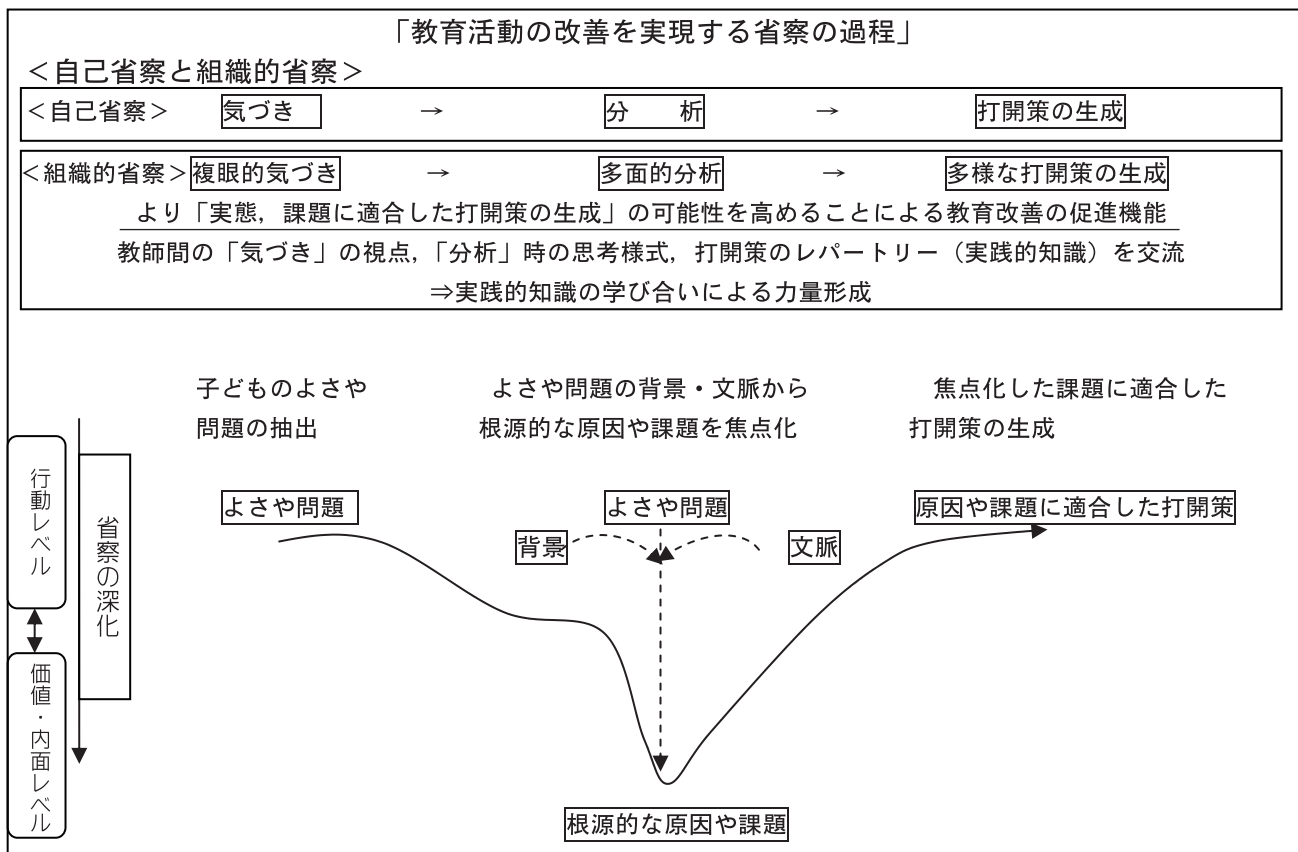 「教育活動の改善を実現する省察の過程」
＜自己省察と組織的省察＞
＜自己省察＞ 気づき → 分　析 → 打開策の生成
＜組織的省察＞ 複眼的気づき → 多面的分析 → 多様な打開策の生成
より「実態，課題に適合した打開策の生成」の可能性を高めることによる教育改善の促進機能
教師間の「気づき」の視点，「分析」時の思考様式，打開策のレパートリー（実践的知識）を交流
⇒実践的知識の学び合いによる力量形成
子どものよさや よさや問題の背景・文脈から 焦点化した課題に適合した
問題の抽出 根源的な原因や課題を焦点化 打開策の生成
行動レベル
価値・内面レベル
省察の深化
よさや問題 よさや問題 原因や課題に適合した打開策
背景 文脈
根源的な原因や課題